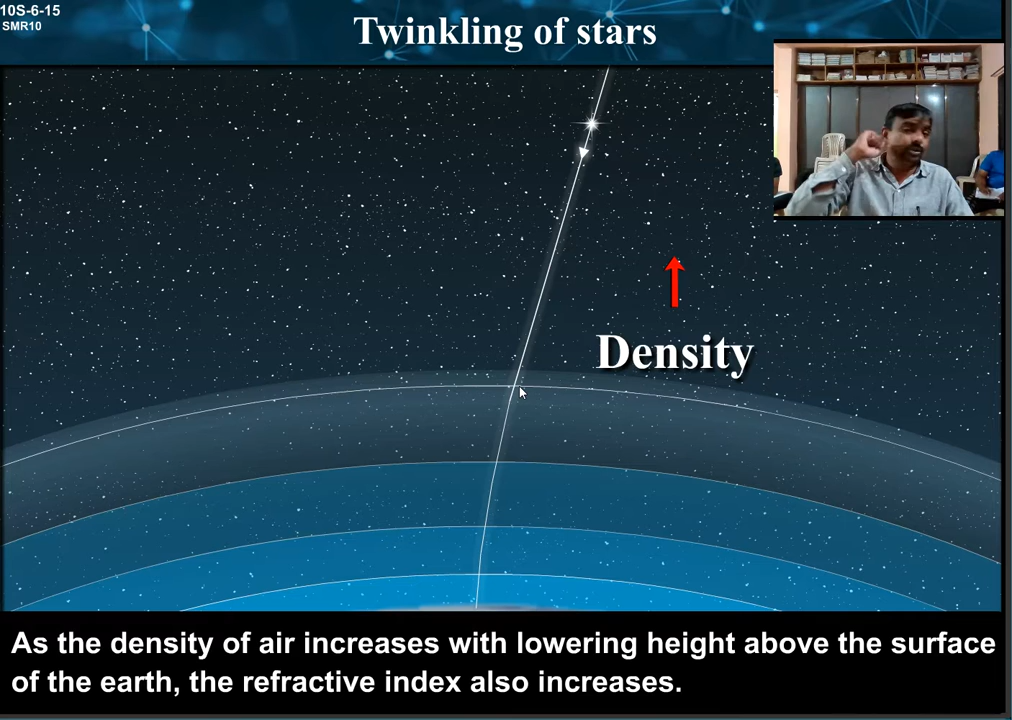 10S-6-15
SMR10
Twinkling of stars
Density
As the density of air increases with lowering height above the surface
of the earth, the refractive index also increases.